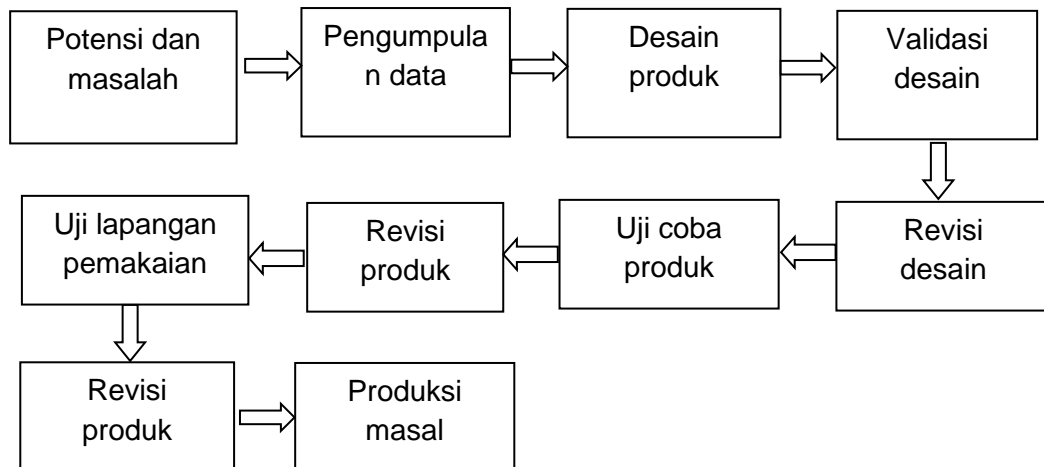 Potensi dan
masalah
Pengumpula
n data
Desain
produk
Validasi
desain
Revisi
desain
Uji coba
produk
Revisi
produk
Uji lapangan
pemakaian
Revisi
produk
Produksi
masal